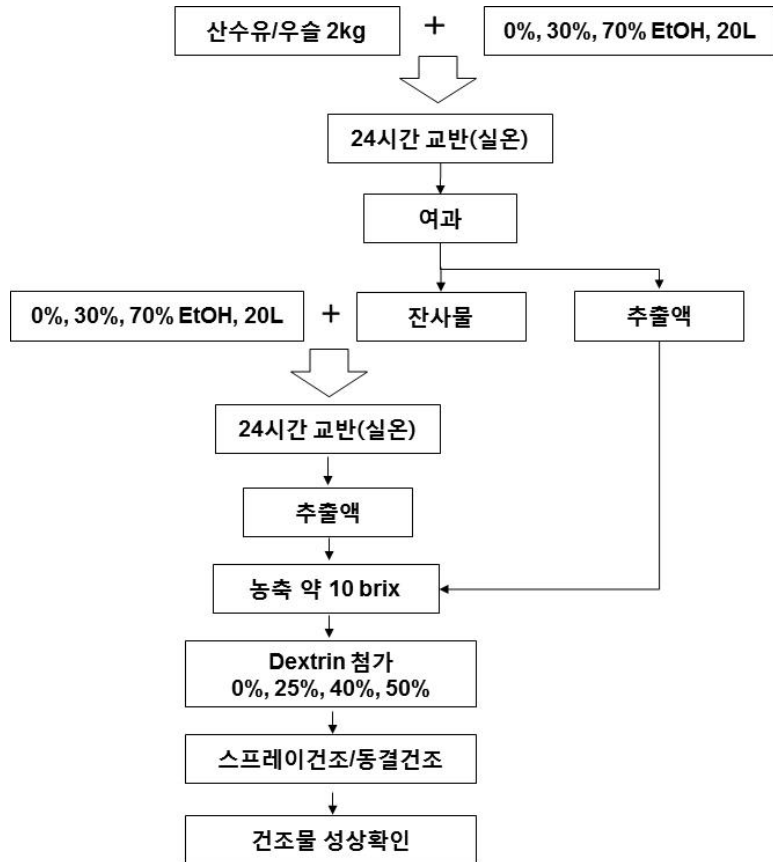 산수유/우슬 2kg + 0%, 30%, 70% EtOH, 20L
24시간 교반(실온)
여과
0%, 30%, 70% EtOH, 20L + 잔사물 추출액
24시간 교반(실온)
추출액
농축 약 10 brix
Dextrin 첨가
0%, 25%, 40%, 50%
스프레이건조/동결건조
건조물 성상확인